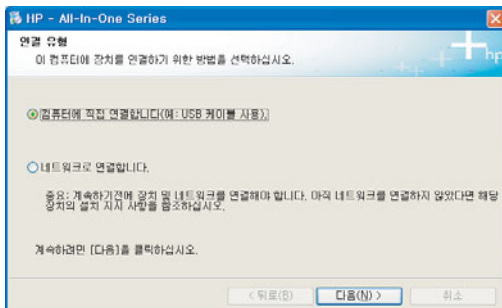 HP - All-In-One Series
연결 유형
이 컴퓨터에 장치를 연결하기 위한 방법을 선택하십시오.
hp
컴퓨터에 직접 연결합니다(예: USB 케이블 사용).
네트워크로 연결합니다.
중요: 계속하기전에 장치 및 네트워크를 연결해야 합니다. 아직 네트워크를 연결하지 않았다면 해당
장치의 설치 지시 사항을 참조하십시오.
계속하려면 [다음]을 클릭하십시오.
< 뒤로(B) 다음(N) > 취소